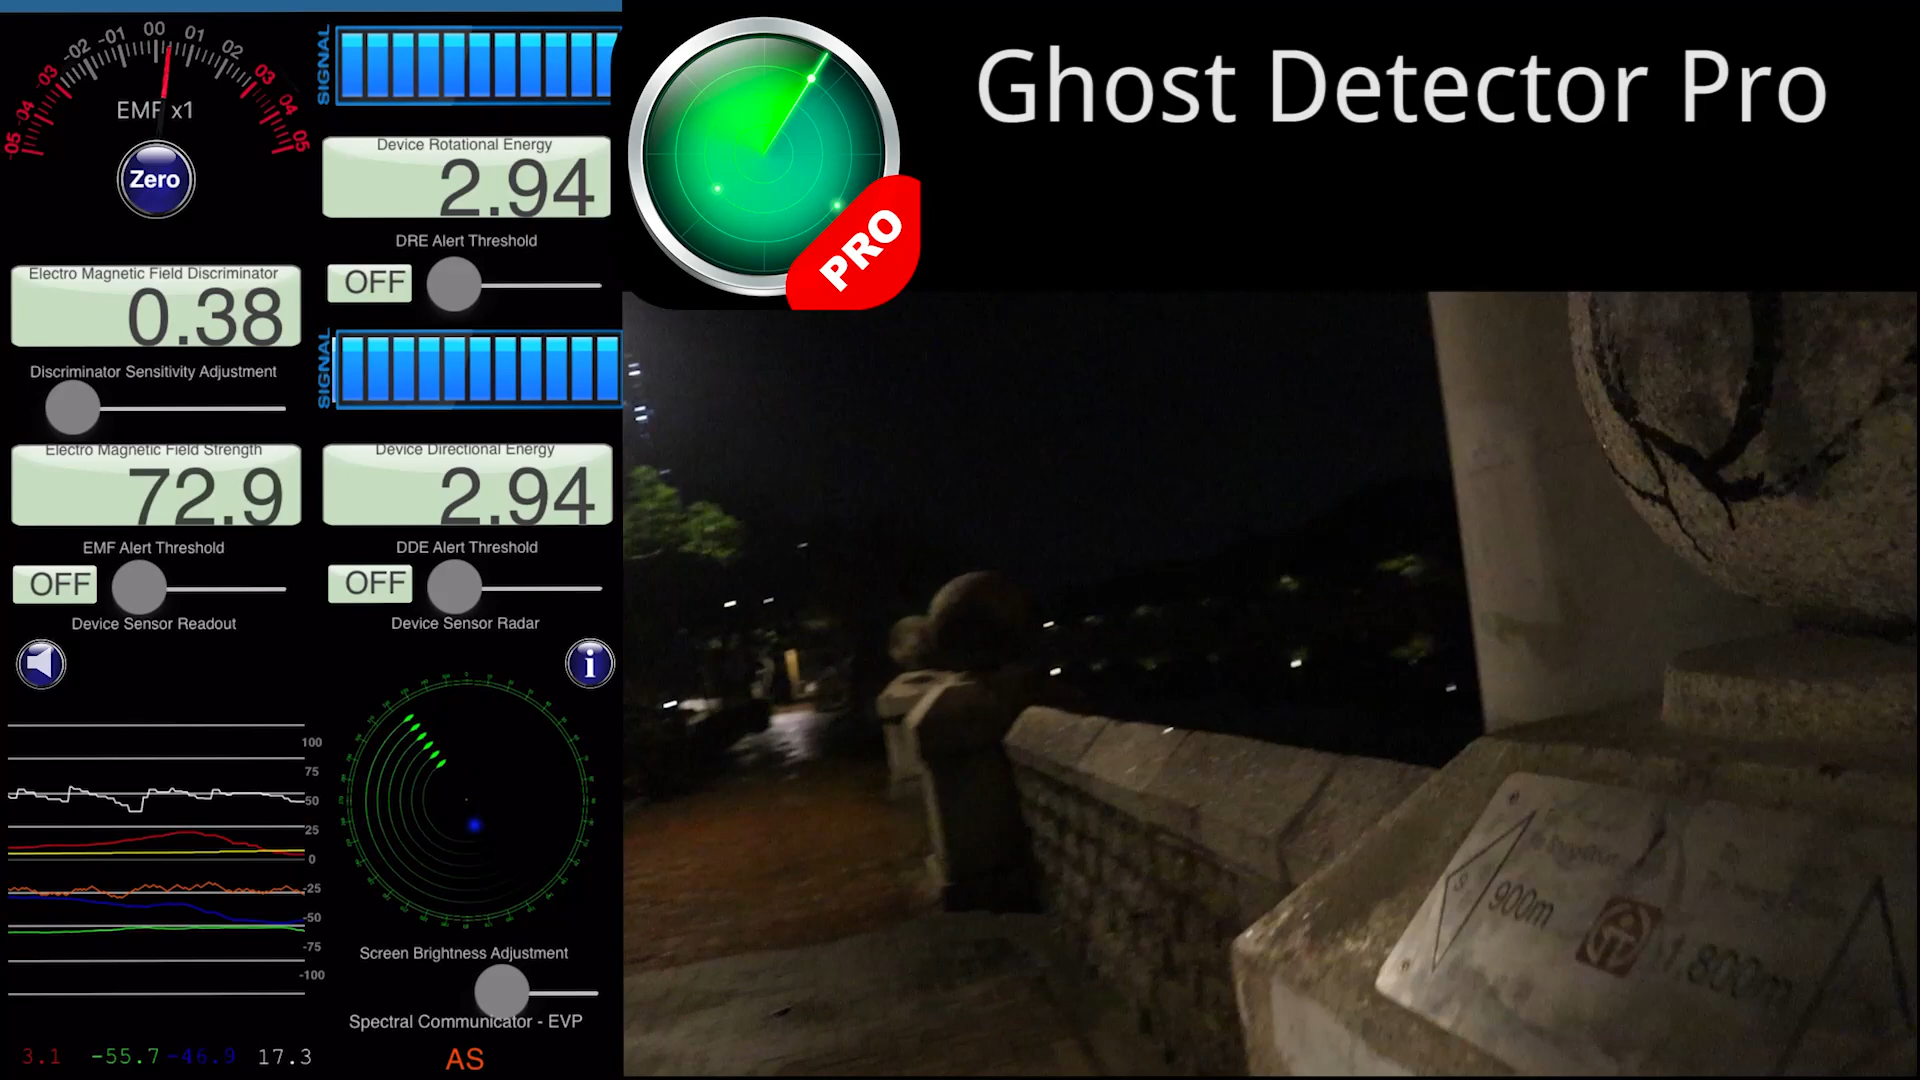 Ghost Detector Pro
PRO
-05 -04 -03 -02 -01 00 01 02 03 04 05
EMF x1
Zero
SIGNAL
Device Rotational Energy
2.94
DRE Alert Threshold
OFF
Electro Magnetic Field Discriminator
0.38
Discriminator Sensitivity Adjustment
SIGNAL
Electro Magnetic Field Strength
72.9
EMF Alert Threshold
OFF
Device Directional Energy
2.94
DDE Alert Threshold
OFF
Device Sensor Readout
Device Sensor Radar
i
100
75
50
25
0
-25
-50
-75
-100
3.1 -55.7 -46.9 17.3
Screen Brightness Adjustment
Spectral Communicator - EVP
AS
900m
1.800m